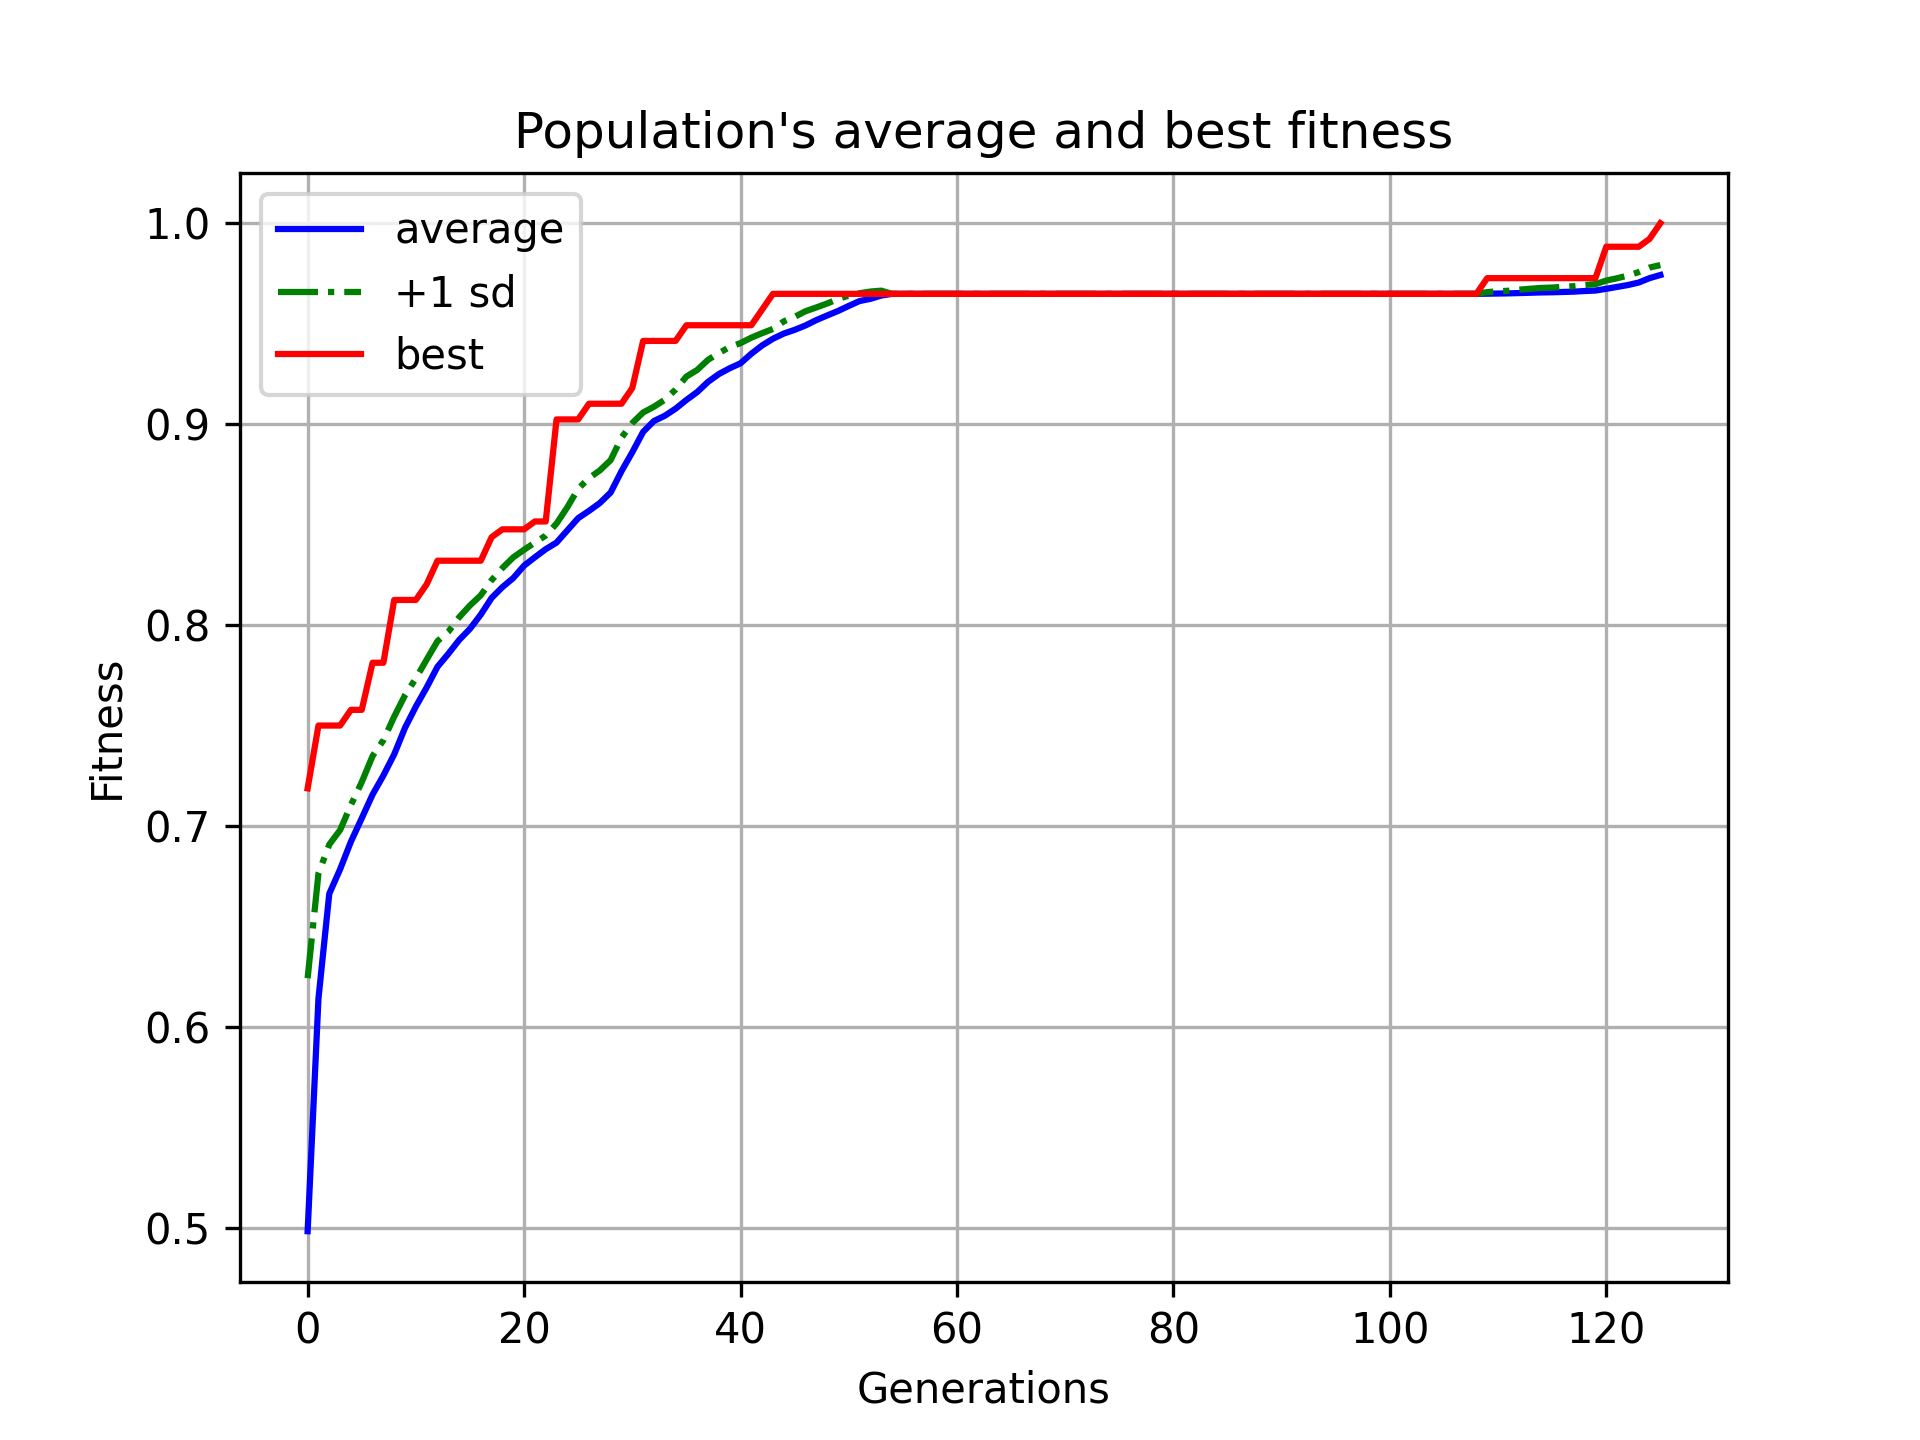 Population's average and best fitness
average
+1 sd
best
1.0
0.9
0.8
0.7
0.6
0.5
Fitness
0 20 40 60 80 100 120
Generations